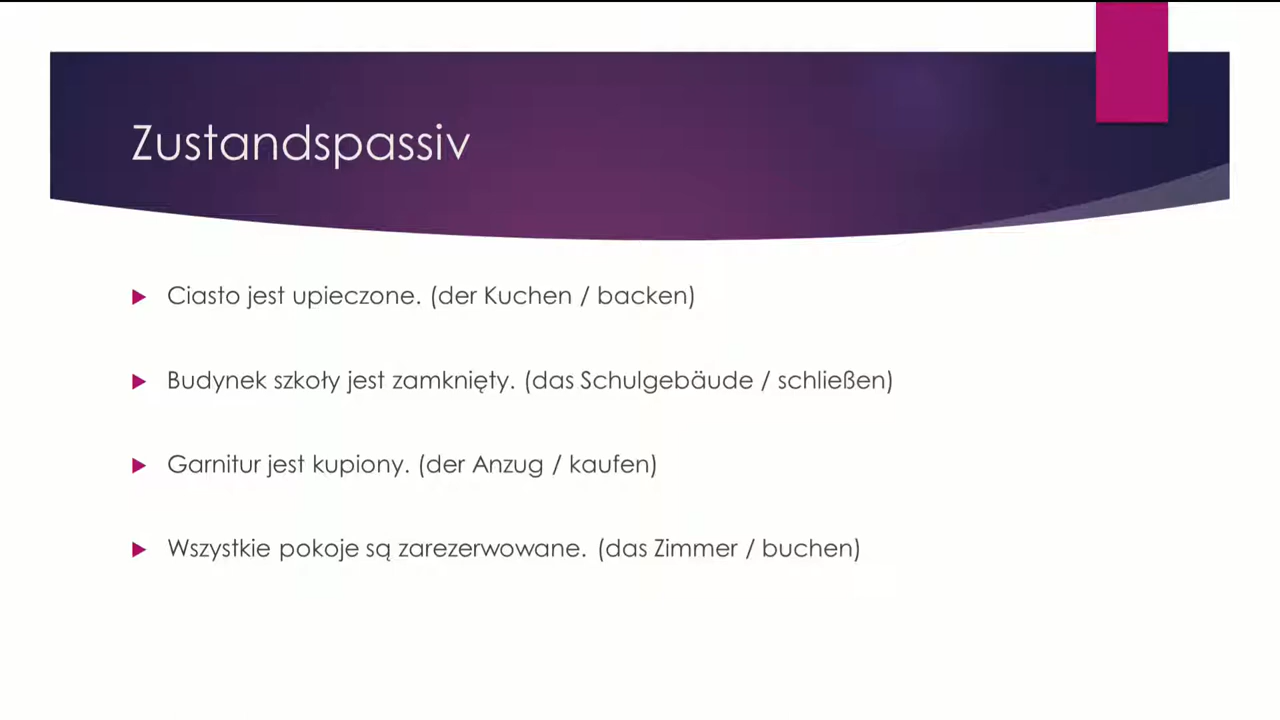 Zustandspassiv
Ciasto jest upieczone. (der Kuchen / backen)
Budynek szkoły jest zamknięty. (das Schulgebäude / schließen)
Garnitur jest kupiony. (der Anzug / kaufen)
Wszystkie pokoje są zarezerwowane. (das Zimmer / buchen)